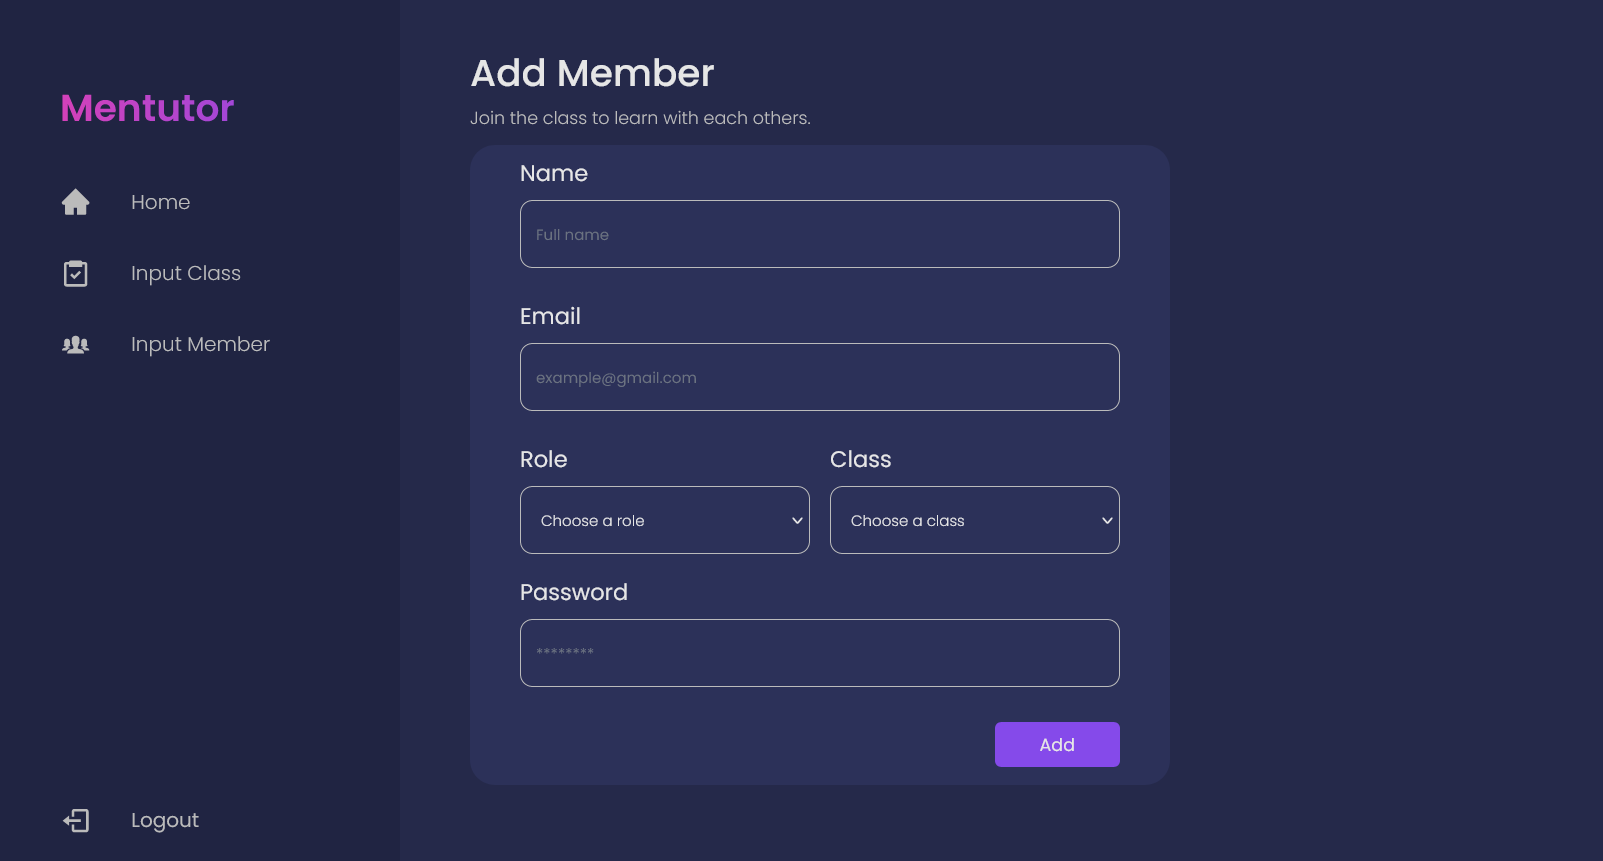 Mentutor
Home
Input Class
Input Member
Logout
Add Member
Join the class to learn with each others.
Name
Full name
Email
example@gmail.com
Role
Class
Choose a role
Choose a class
Password
********
Add